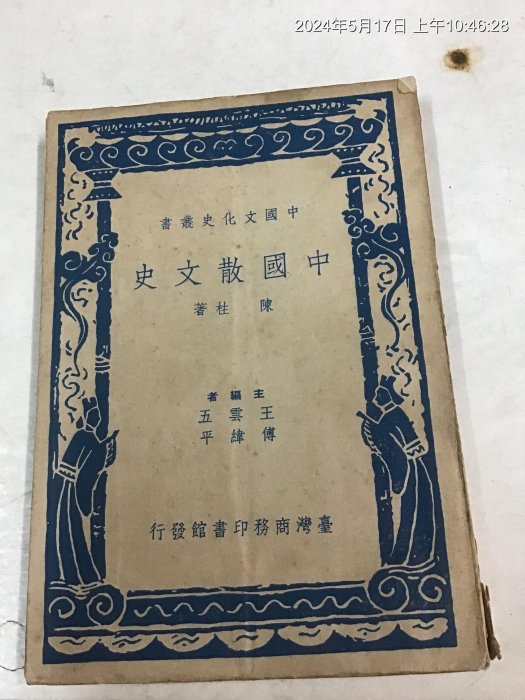 2024年5月17日 上午10:46:28
書叢史化文國中
史文散國中
著柱陳
者編主
五雲王
平緯傅
行發館書印務商灣臺